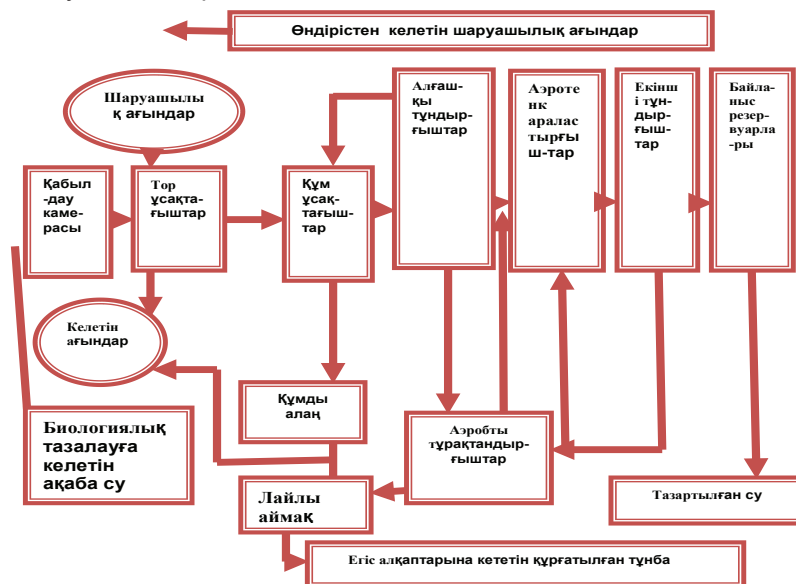 Өндірістен келетін шаруашылық ағындар
Шаруашылы
қ ағындар
Қабыл
-дау
каме-
расы
Тор
ұсақта-
ғыштар
Құм
ұсақ-
тағыш-
тар
Алғаш-
қы
тұндыр-
ғыштар
Аэроте
нк
аралас
тырғы
ш-тар
Екінш
і тұн-
дыр-
ғыш-
тар
Байла-
ныс
резер-
вуарла
-ры
Келетін
ағындар
Құмды
алаң
Аэробты
тұрақтандыр-
ғыштар
Биологиялық
тазалауға
келетін
ақаба су
Лайлы
аймақ
Тазартылған су
Егіс алқаптарына кететін құрғатылған тұнба